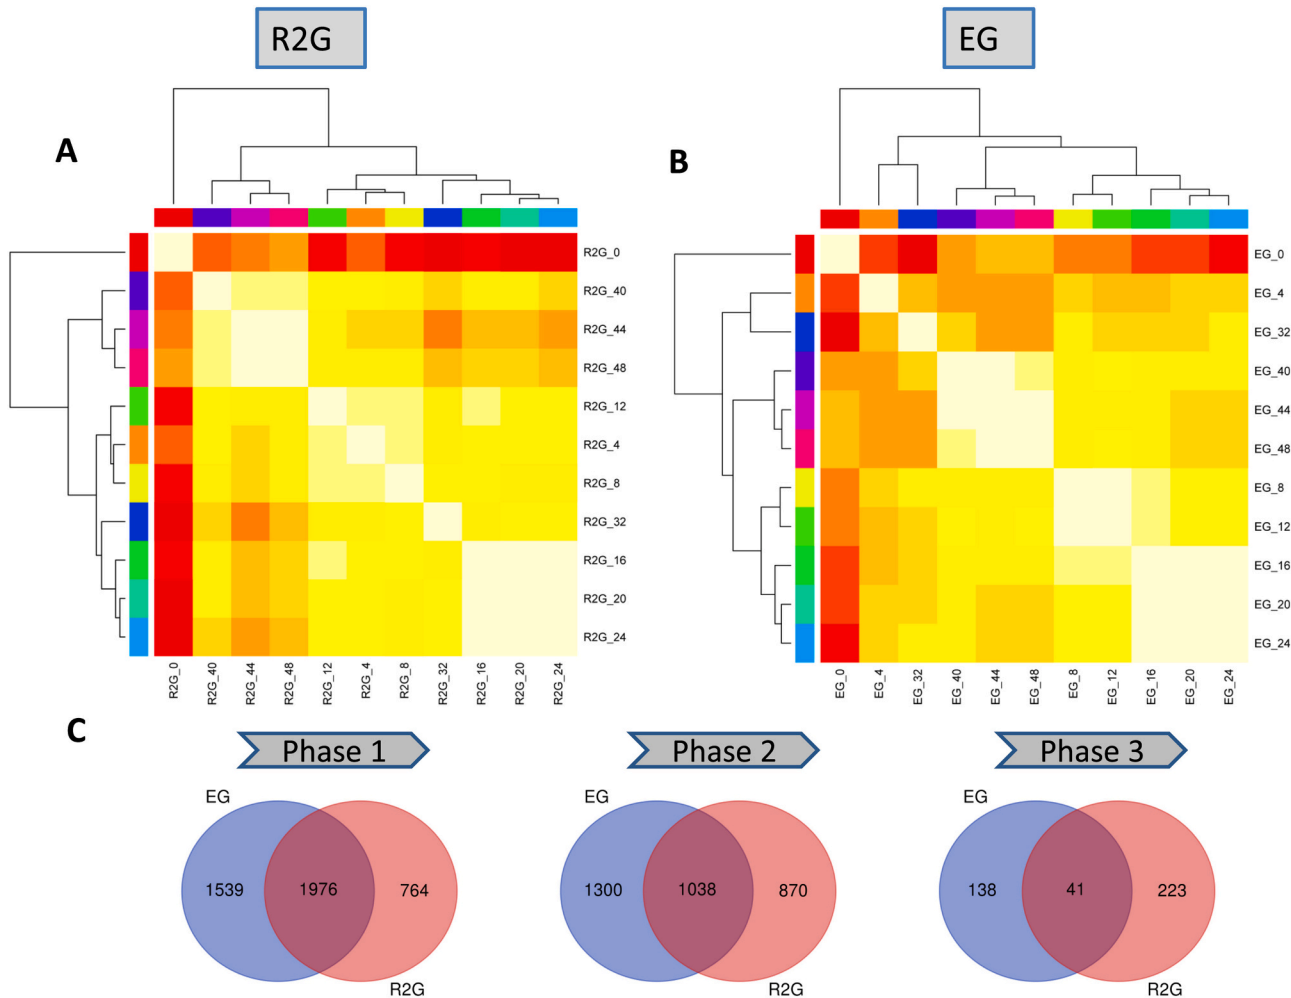 R2G
EG
A
B
R2G_0
R2G_40
R2G_44
R2G_48
R2G_12
R2G_4
R2G_8
R2G_32
R2G_16
R2G_20
R2G_24
R2G_0
R2G_40
R2G_44
R2G_48
R2G_12
R2G_4
R2G_8
R2G_32
R2G_16
R2G_20
R2G_24
EG_0
EG_4
EG_32
EG_40
EG_44
EG_48
EG_8
EG_12
EG_16
EG_20
EG_24
EG_0
EG_4
EG_32
EG_40
EG_44
EG_48
EG_8
EG_12
EG_16
EG_20
EG_24
C
Phase 1
Phase 2
Phase 3
EG
1539
1976
764
R2G
EG
1300
1038
870
R2G
EG
138
41
223
R2G